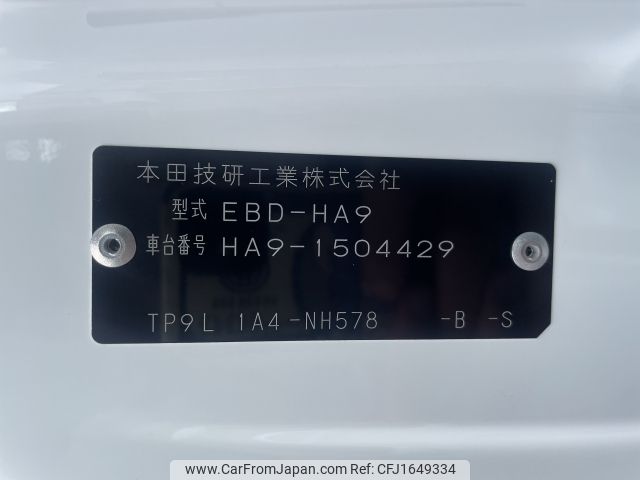 本田技研工業株式会社
型式 EBD-HA9
車台番号 HA9-1504429
TP9L 1A4-NH578 -B -S
CarFromJapan.com - Ref ID: CFJ1649334